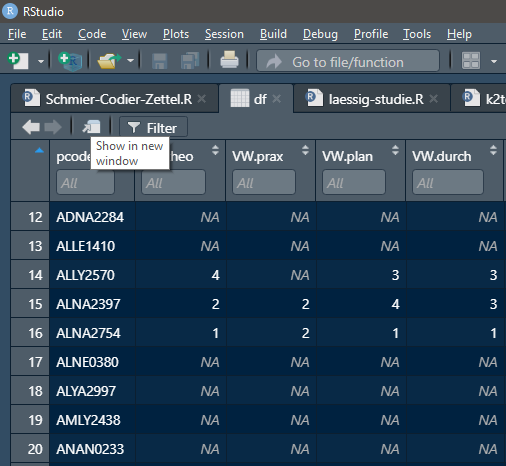 RStudio
File Edit Code View Plots Session Build Debug Profile Tools Help
Go to file/function
Schmier-Codier-Zettel.R df laessig-studie.R k2t
Filter
Show in new
window
pcode heo VW.prax VW.plan VW.durch
All All All All All
12 ADNA2284 NA NA NA NA
13 ALLE1410 NA NA NA NA
14 ALLY2570 4 NA 3 3
15 ALNA2397 2 2 4 3
16 ALNA2754 1 2 1 1
17 ALNE0380 NA NA NA NA
18 ALYA2997 NA NA NA NA
19 AMLY2438 NA NA NA NA
20 ANAN0233 NA NA NA NA